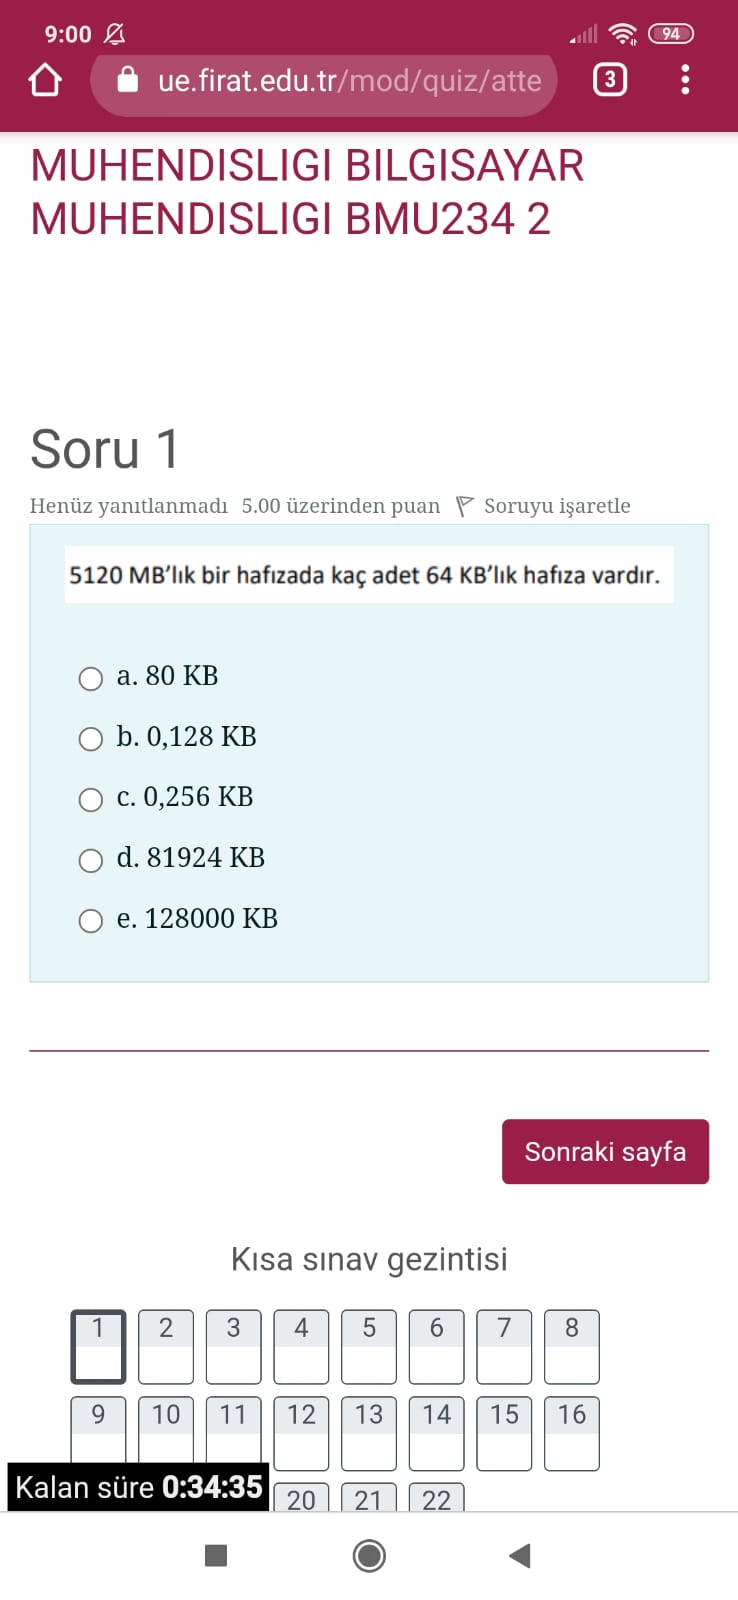 9:00
94
ue.firat.edu.tr/mod/quiz/atte
3
MUHENDISLIGI BILGISAYAR
MUHENDISLIGI BMU234 2
Soru 1
Henüz yanıtlanmadı 5.00 üzerinden puan Soruyu işaretle
5120 MB'lık bir hafızada kaç adet 64 KB'lık hafıza vardır.
a. 80 KB
b. 0,128 KB
c. 0,256 KB
d. 81924 KB
e. 128000 KB
Sonraki sayfa
Kısa sınav gezintisi
1 2 3 4 5 6 7 8
9 10 11 12 13 14 15 16
Kalan süre 0:34:35 20 21 22